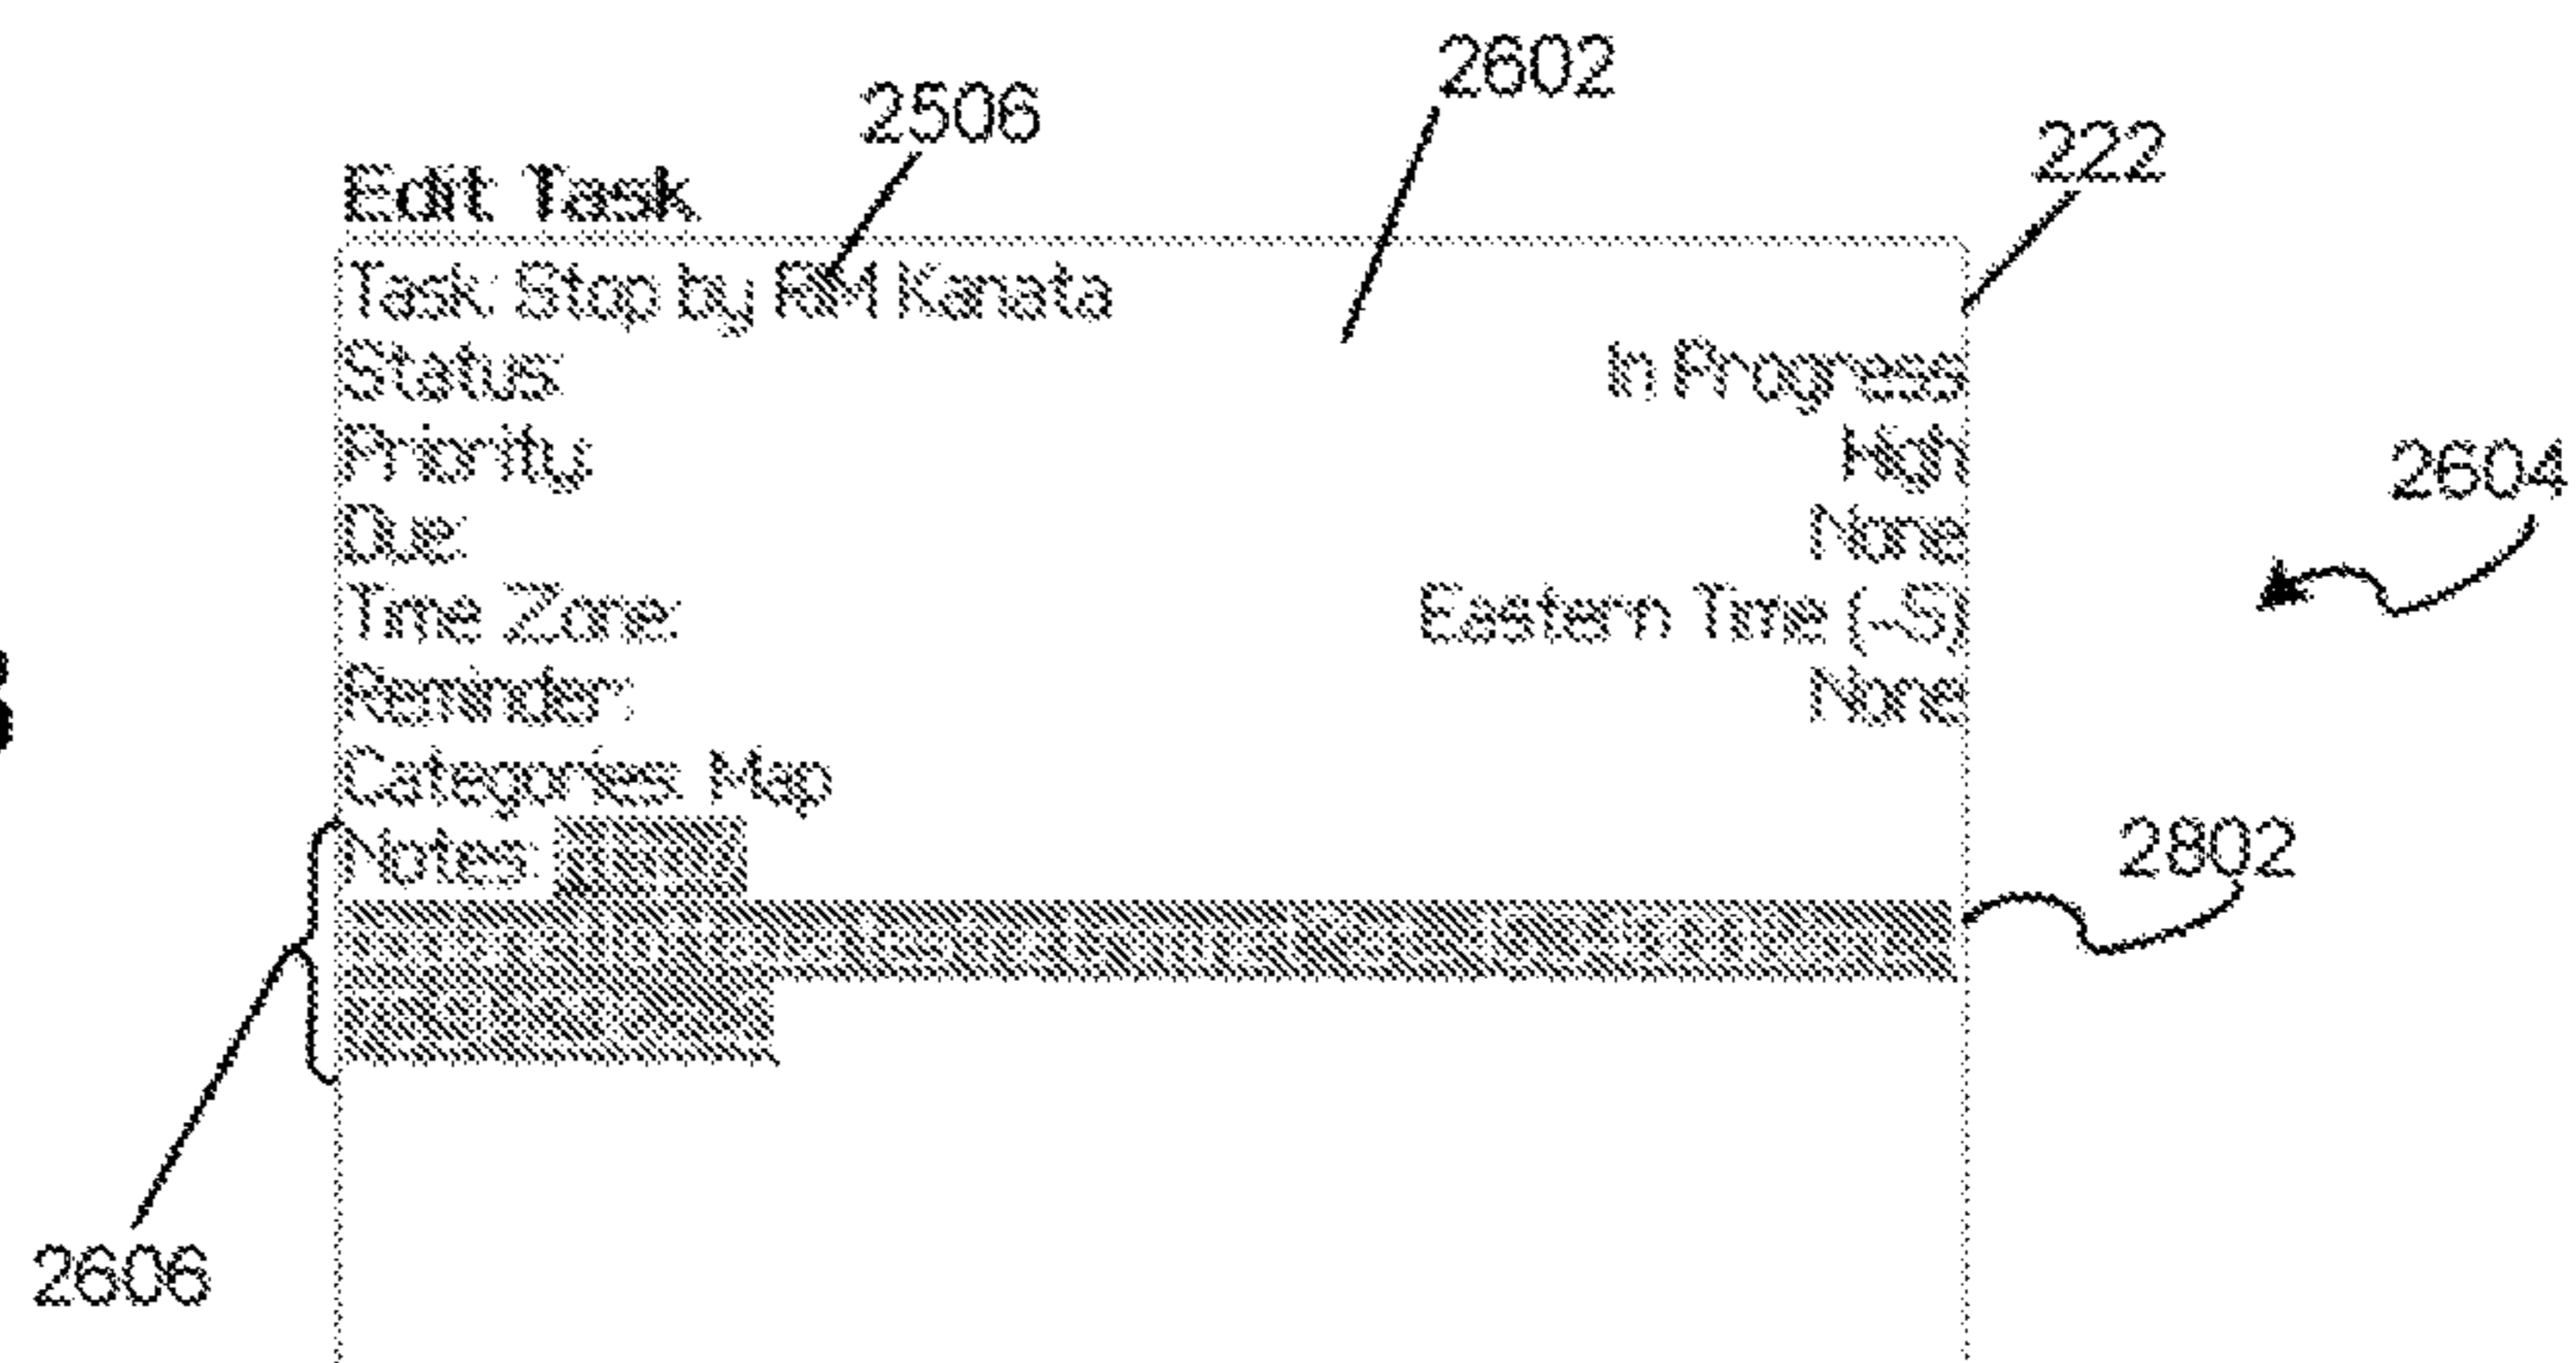 2602
2506
222
Edit Task
Task: Stop by RIM Kanata
Status: In Progress
Priority: High
2604
Due: None
Time Zone: Eastern Time (-5)
Reminder: None
Categories: Map
Notes:
2802
2606